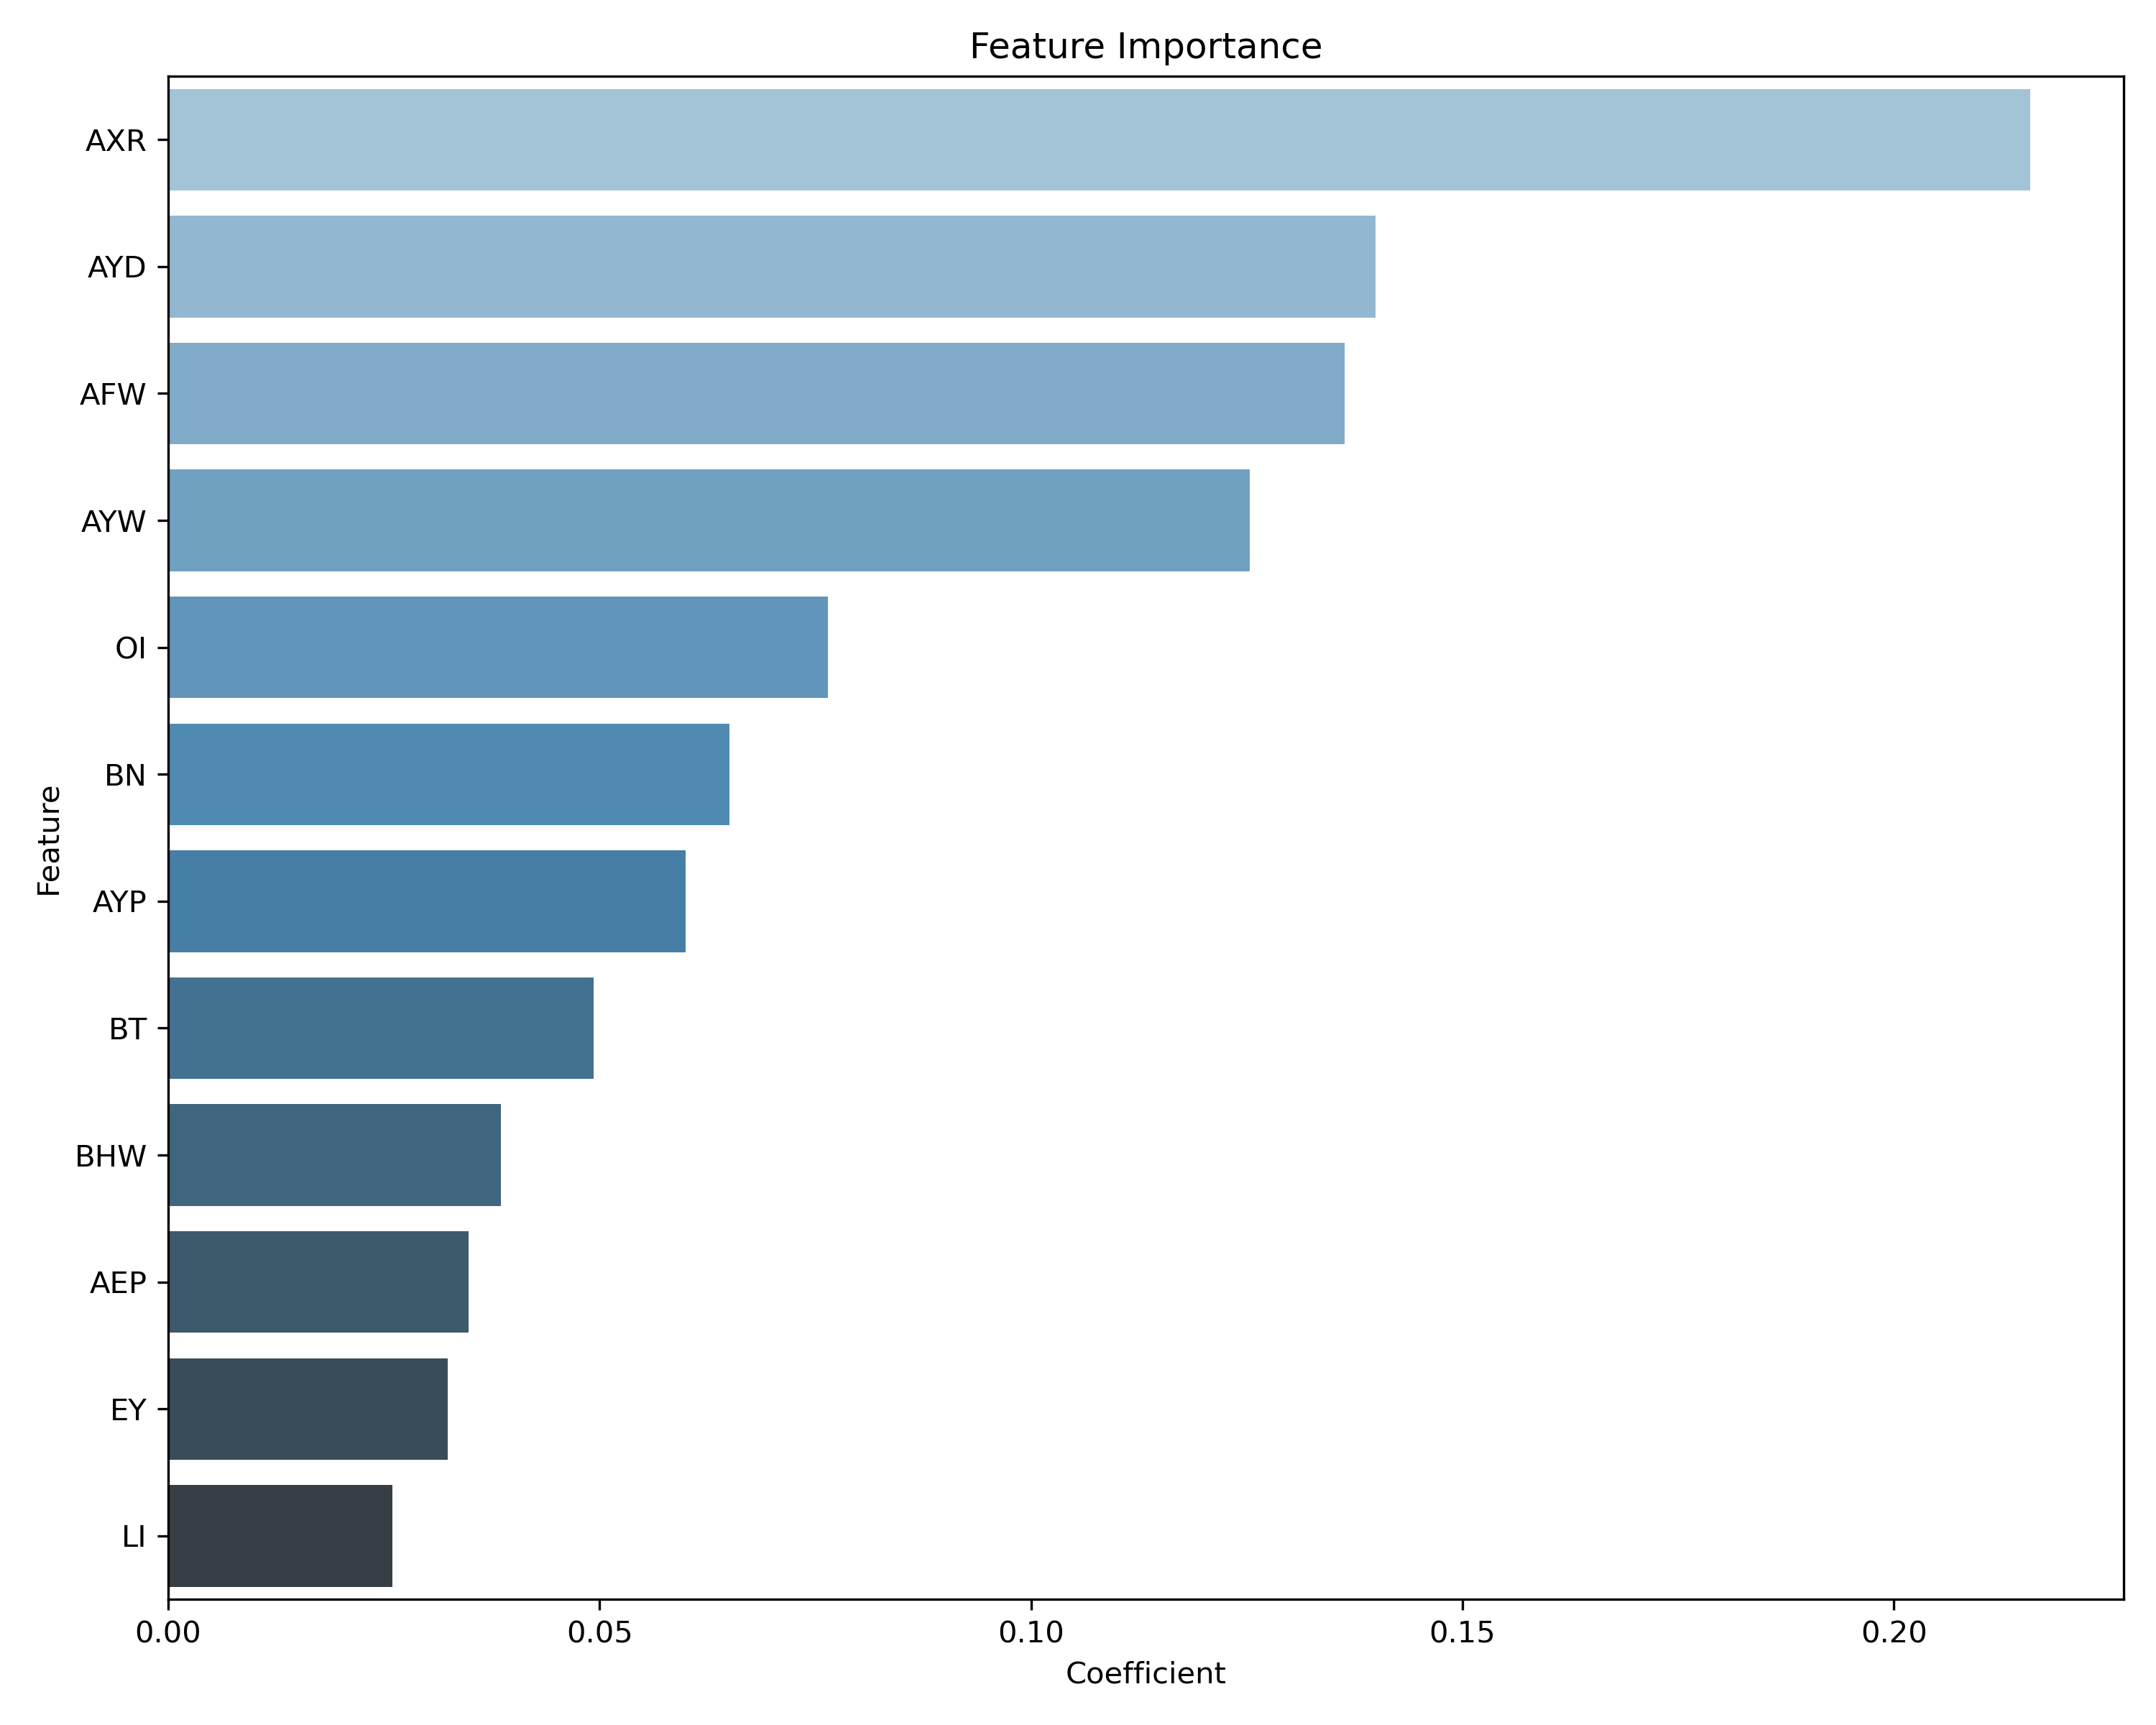 Feature Importance
AXR
AYD
AFW
AYW
OI
BN
AYP
BT
BHW
AEP
EY
LI
Feature
0.00 0.05 0.10 0.15 0.20
Coefficient